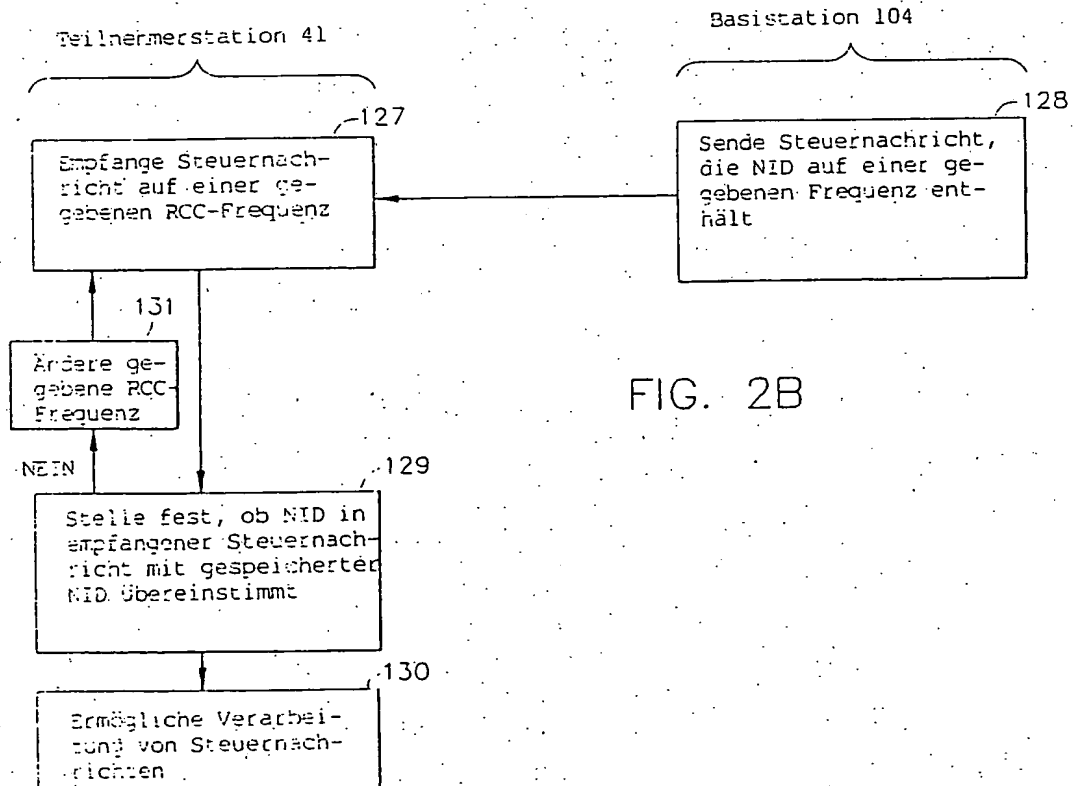 Teilnermerstation 41
Basistation 104
127
Empfange Steuernach-
richt auf einer ge-
gebenen RCC-Frequenz
128
Sende Steuernachricht,
die NID auf einer ge-
gebenen Frequenz ent-
hält
131
Ändere ge-
gebene RCC-
Frequenz
FIG. 2B
NEIN
129
Stelle fest, ob NID in
empfangener Steuernach-
richt mit gespeicherter
NID übereinstimmt
130
Ermögliche Verarbei-
tung von Steuernach-
richten